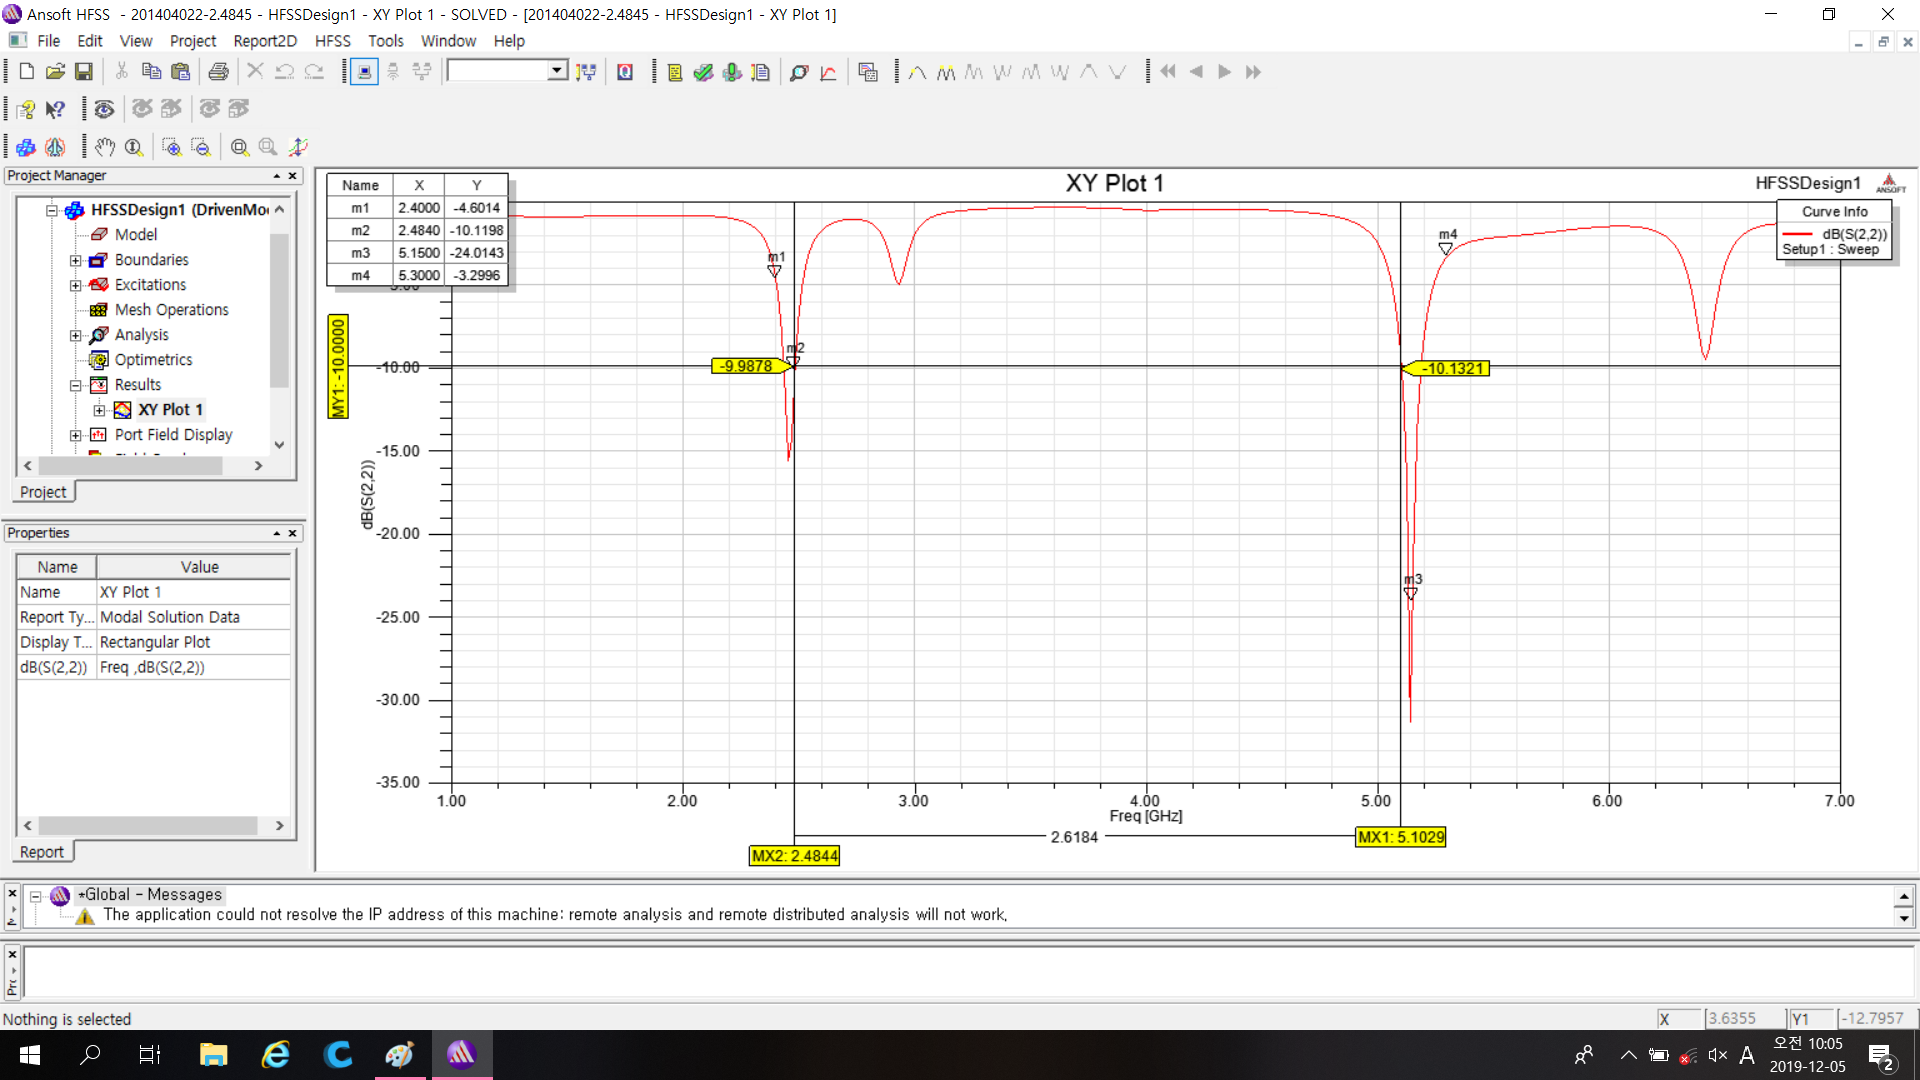 Ansoft HFSS - 201404022-2.4845 - HFSSDesign1 - XY Plot 1 - SOLVED - [201404022-2.4845 - HFSSDesign1 - XY Plot 1]
File Edit View Project Report2D HFSS Tools Window Help
Project Manager
HFSSDesign1 (DrivenMo
Model
Boundaries
Excitations
Mesh Operations
Analysis
Optimetrics
Results
XY Plot 1
Port Field Display
Project
Properties
Name Value
Name XY Plot 1
Report Ty... Modal Solution Data
Display T... Rectangular Plot
dB(S(2,2)) Freq ,dB(S(2,2))
Report
XY Plot 1
HFSSDesign1
ANSOFT
Name X Y
m1 2.4000 -4.6014
m2 2.4840 -10.1198
m3 5.1500 -24.0143
m4 5.3000 -3.2996
Curve Info
dB(S(2,2))
Setup1 : Sweep
m1
m2
m3
m4
MY1: -10.0000
-9.9878
-10.1321
dB(S(2,2))
-5.00
-10.00
-15.00
-20.00
-25.00
-30.00
-35.00
1.00 2.00 3.00 4.00 5.00 6.00 7.00
Freq [GHz]
2.6184
MX1: 5.1029
MX2: 2.4844
*Global - Messages
The application could not resolve the IP address of this machine: remote analysis and remote distributed analysis will not work.
Nothing is selected
X 3.6355 Y1 -12.7957
A
오전 10:05
2019-12-05
2